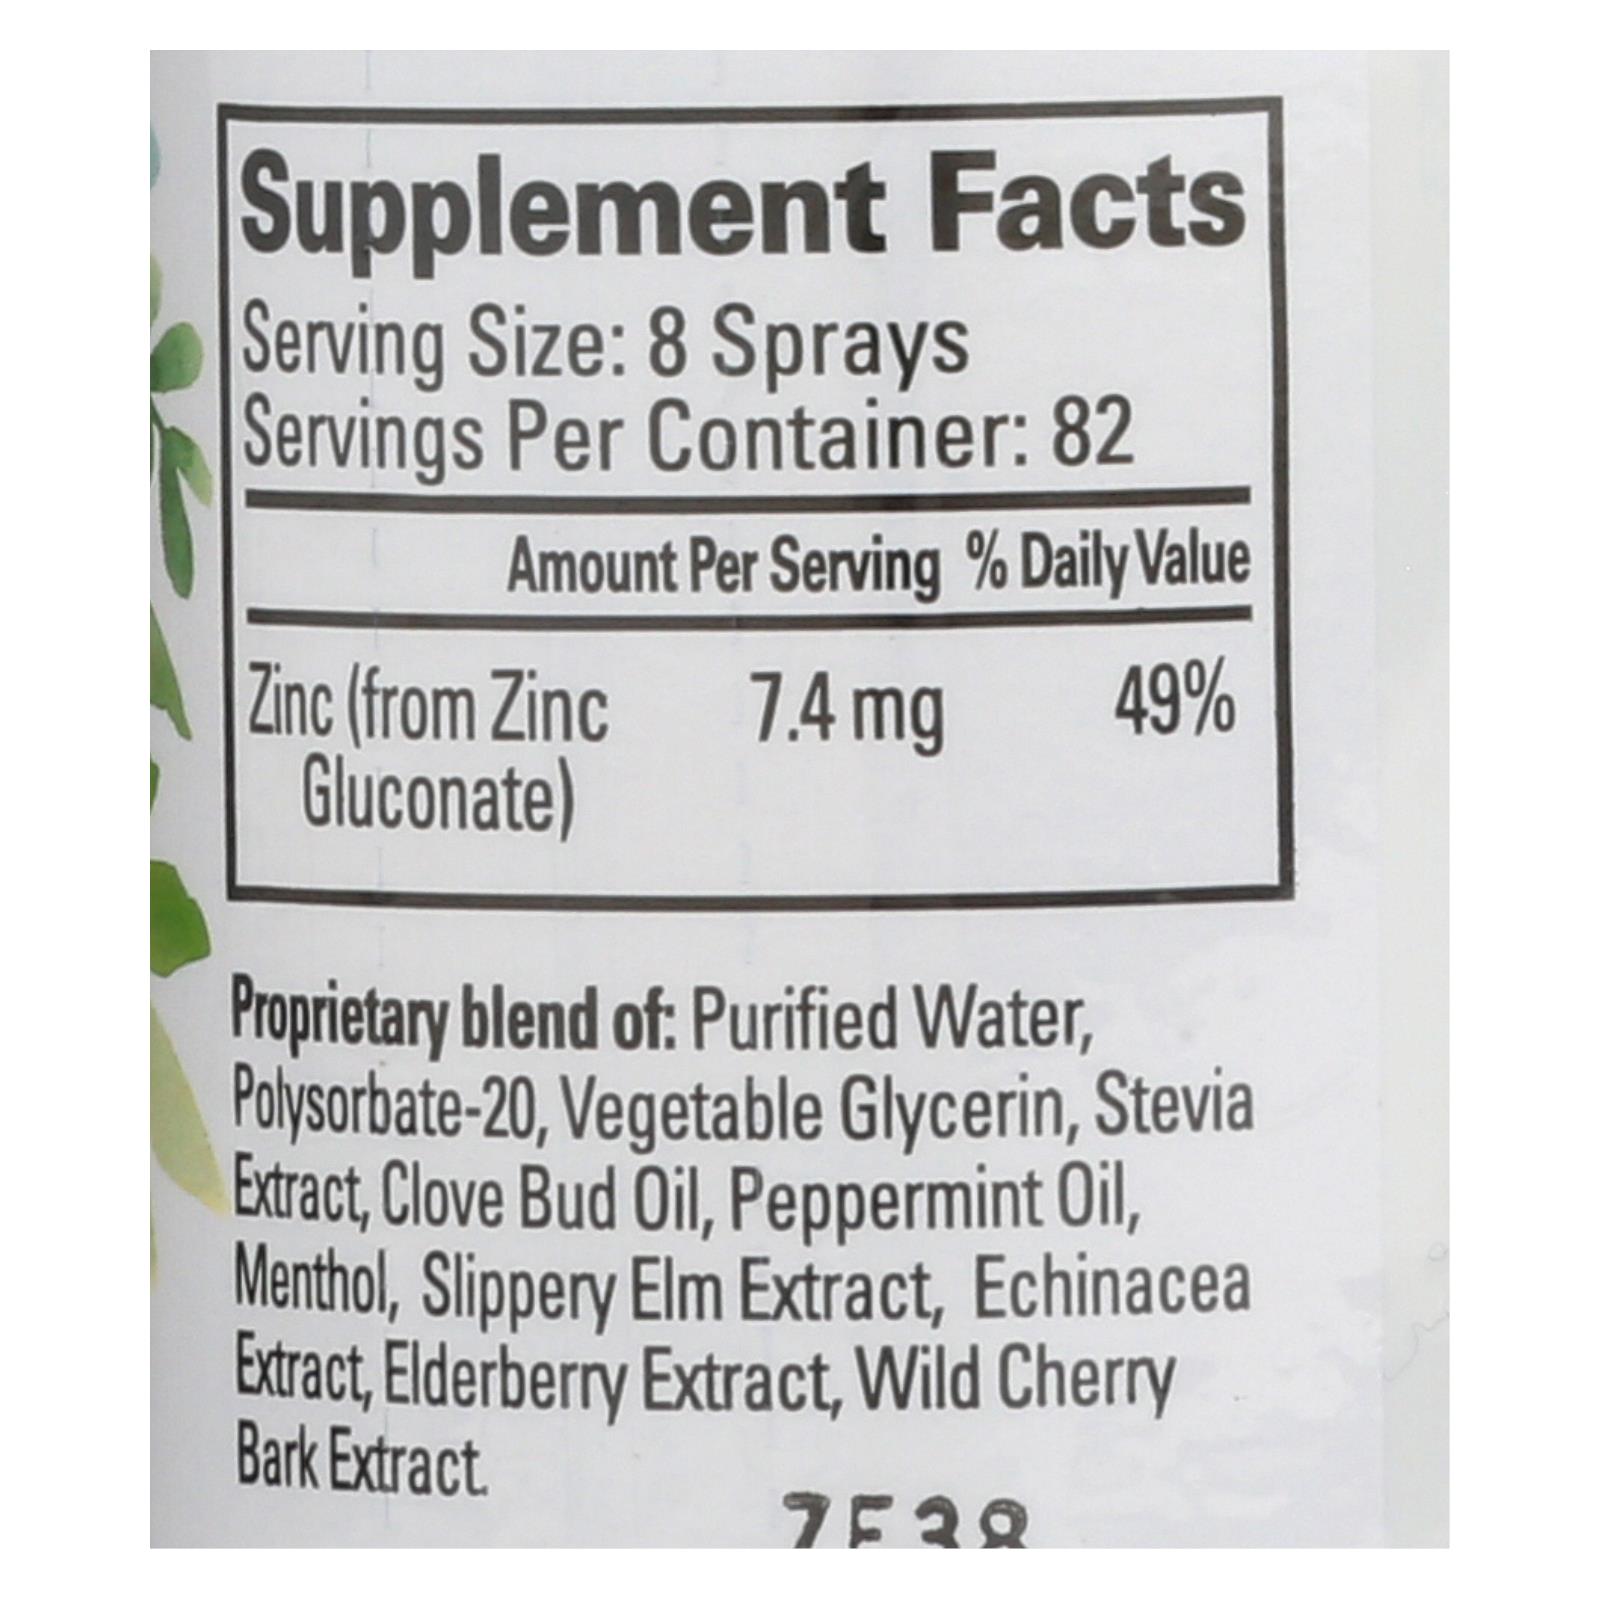 Supplement Facts
Serving Size: 8 Sprays
Servings Per Container: 82
Amount Per Serving % Daily Value
Zinc (from Zinc 7.4 mg 49%
Gluconate)
Proprietary blend of: Purified Water,
Polysorbate-20, Vegetable Glycerin, Stevia
Extract, Clove Bud Oil, Peppermint Oil,
Menthol, Slippery Elm Extract, Echinacea
Extract, Elderberry Extract, Wild Cherry
Bark Extract.